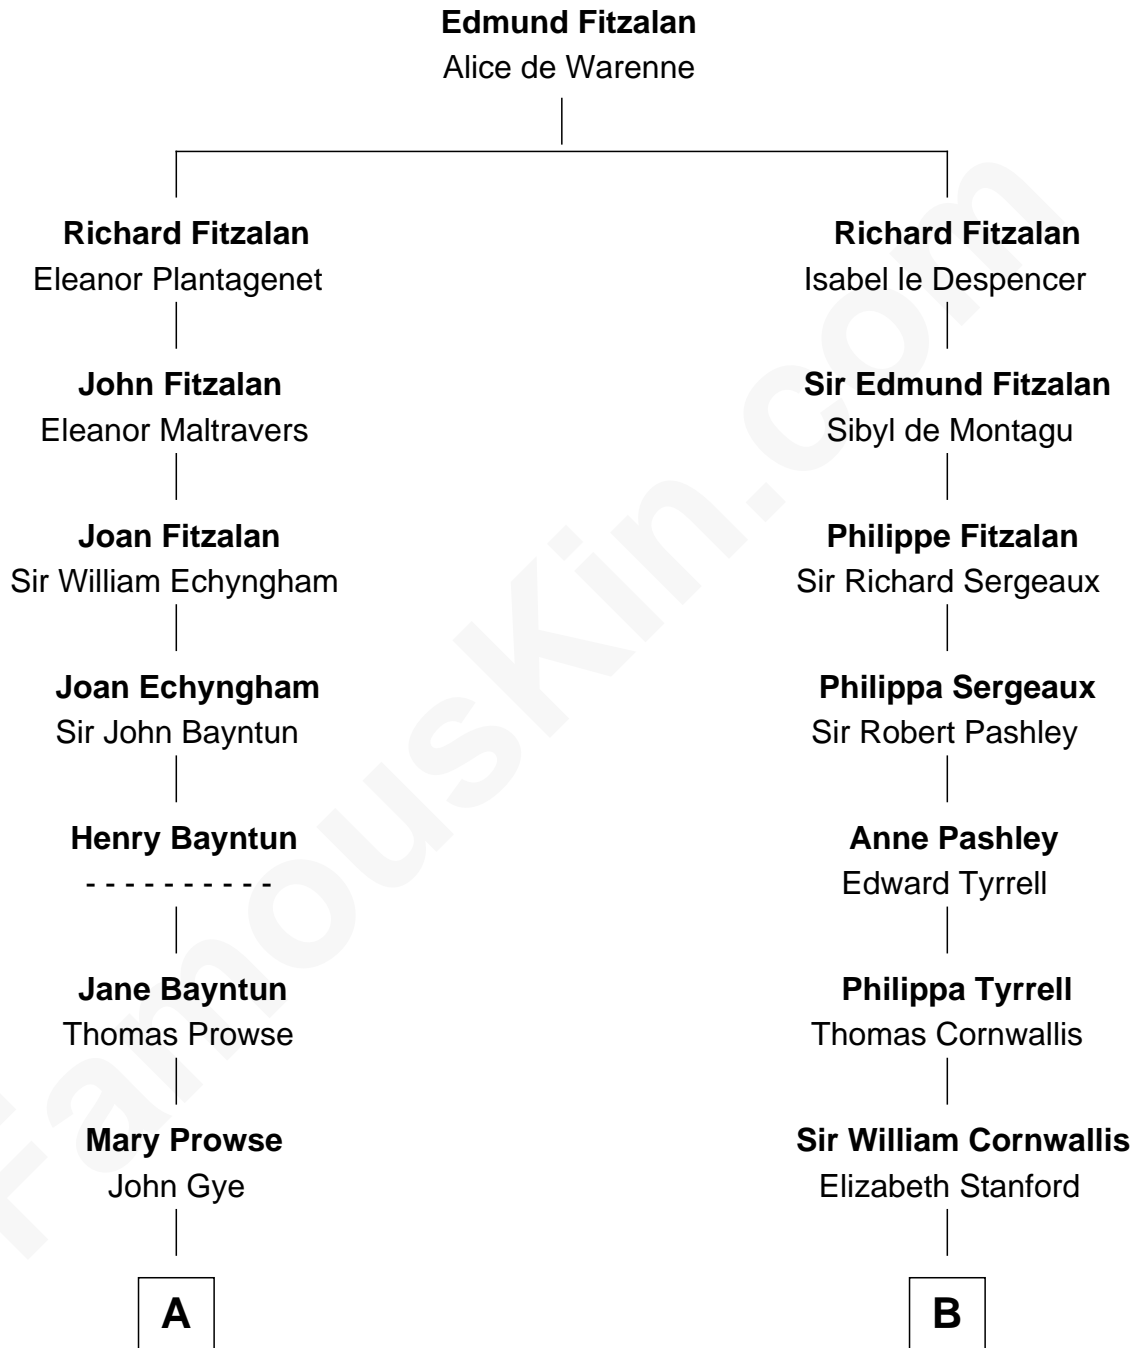 Edmund Fitzalan
Alice de Warenne
Richard Fitzalan
Eleanor Plantagenet
John Fitzalan
Eleanor Maltravers
Joan Fitzalan
Sir William Echyngham
Joan Echyngham
Sir John Bayntun
Henry Bayntun
- - - - - - - - - -
Jane Bayntun
Thomas Prowse
Mary Prowse
John Gye
A
Richard Fitzalan
Isabel le Despencer
Sir Edmund Fitzalan
Sibyl de Montagu
Philippe Fitzalan
Sir Richard Sergeaux
Philippa Sergeaux
Sir Robert Pashley
Anne Pashley
Edward Tyrrell
Philippa Tyrrell
Thomas Cornwallis
Sir William Cornwallis
Elizabeth Stanford
B
FamousKin.com